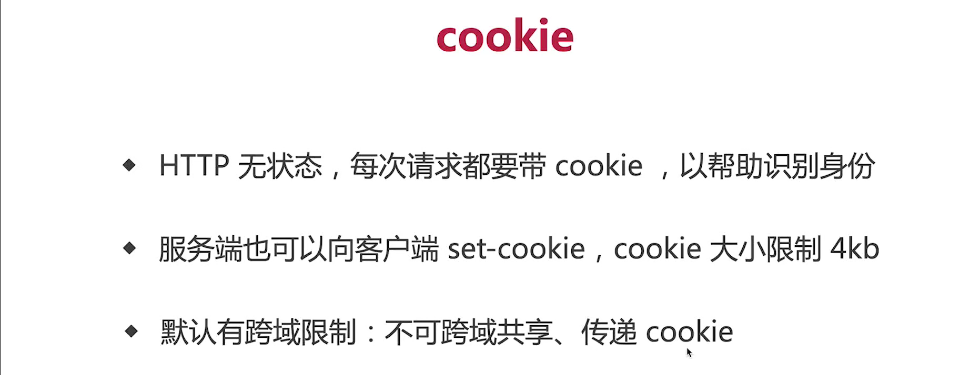 cookie
HTTP 无状态，每次请求都要带 cookie ，以帮助识别身份
服务端也可以向客户端 set-cookie，cookie 大小限制 4kb
默认有跨域限制：不可跨域共享、传递 cookie